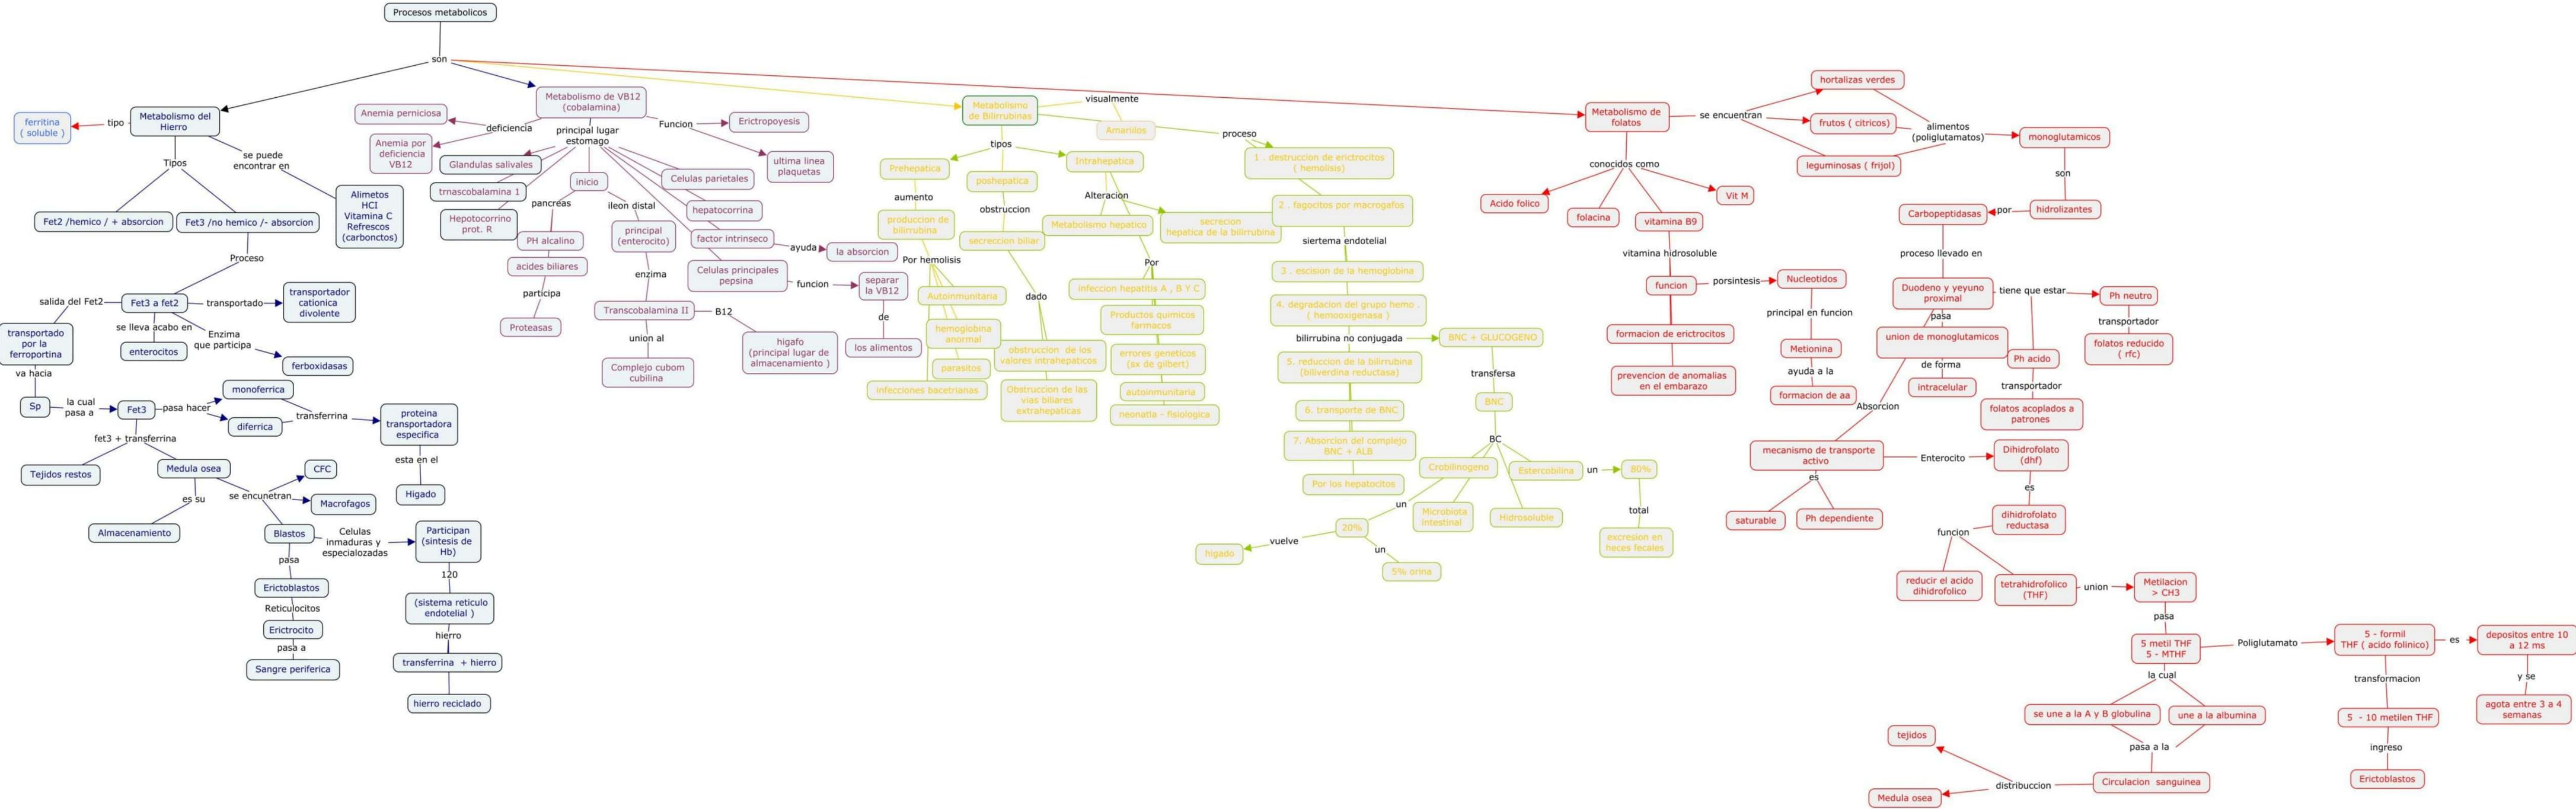 Procesos metabolicos
son
ferritina
( soluble )
tipo
Metabolismo del
Hierro
Tipos
se puede
encontrar en
Alimetos
HCI
Vitamina C
Refrescos
(carbonctos)
Fet2 /hemico / + absorcion
Fet3 /no hemico /- absorcion
Proceso
salida del Fet2
Fet3 a fet2
transportado
transportador
cationica
divolente
se lleva acabo en
Enzima
que participa
enterocitos
ferboxidasas
transportado
por la
ferroportina
va hacia
Sp
la cual
pasa a
Fet3
pasa hacer
monoferrica
diferrica
transferrina
proteina
transportadora
especifica
esta en el
Higado
fet3 + transferrina
Tejidos restos
Medula osea
es su
Almacenamiento
se encunetran
CFC
Macrofagos
Blastos
Celulas
inmaduras y
especialozadas
Participan
(sintesis de
Hb)
pasa
Erictoblastos
Reticulocitos
Erictrocito
pasa a
Sangre periferica
120
(sistema reticulo
endotelial )
hierro
transferrina + hierro
hierro reciclado
Metabolismo de VB12
(cobalamina)
Anemia perniciosa
deficiencia
Anemia por
deficiencia
VB12
principal lugar
estomago
Funcion
Erictropoyesis
ultima linea
plaquetas
Glandulas salivales
trnascobalamina 1
Hepotocorrino
prot. R
inicio
pancreas
PH alcalino
acides biliares
participa
Proteasas
ileon distal
principal
(enterocito)
enzima
Transcobalamina II
B12
higafo
(principal lugar de
almacenamiento )
union al
Complejo cubom
cubilina
Celulas parietales
hepatocorrina
factor intrinseco
ayuda
la absorcion
Celulas principales
pepsina
funcion
separar
la VB12
de
los alimentos
Metabolismo
de Bilirrubinas
visualmente
Amarillos
tipos
proceso
Prehepatica
aumento
produccion de
bilirrubina
Por hemolisis
Autoinmunitaria
hemoglobina
anormal
parasitos
infecciones bacetrianas
poshepatica
obstruccion
secreccion biliar
dado
obstruccion de los
valores intrahepaticos
Obstruccion de las
vias biliares
extrahepaticas
Intrahepatica
Alteracion
Metabolismo hepatico
secrecion
hepatica de la bilirrubina
Por
infeccion hepatitis A , B Y C
Productos quimicos
farmacos
errores geneticos
(sx de gilbert)
autoinmunitaria
neonatla - fisiologica
1 . destruccion de erictrocitos
( hemolisis)
2 . fagocitos por macrogafos
siertema endotelial
3 . escision de la hemoglobina
4. degradacion del grupo hemo .
( hemooxigenasa )
bilirrubina no conjugada
BNC + GLUCOGENO
5. reduccion de la bilirrubina
(biliverdina reductasa)
6. transporte de BNC
7. Absorcion del complejo
BNC + ALB
Por los hepatocitos
transfersa
BNC
BC
Crobilinogeno
Estercobilina
un
80%
total
excresion en
heces fecales
Microbiota
intestinal
Hidrosoluble
un
20%
vuelve
higado
un
5% orina
Metabolismo de
folatos
se encuentran
hortalizas verdes
frutos ( citricos)
leguminosas ( frijol)
alimentos
(poliglutamatos)
monoglutamicos
son
hidrolizantes
por
Carbopeptidasas
proceso llevado en
Duodeno y yeyuno
proximal
tiene que estar
Ph neutro
transportador
folatos reducido
( rfc)
pasa
union de monoglutamicos
Ph acido
transportador
folatos acoplados a
patrones
de forma
intracelular
Absorcion
mecanismo de transporte
activo
es
saturable
Ph dependiente
Enterocito
Dihidrofolato
(dhf)
es
dihidrofolato
reductasa
funcion
reducir el acido
dihidrofolico
tetrahidrofolico
(THF)
union
Metilacion
> CH3
pasa
5 metil THF
5 - MTHF
Poliglutamato
5 - formil
THF ( acido folinico)
es
depositos entre 10
a 12 ms
y se
agota entre 3 a 4
semanas
transformacion
5 - 10 metilen THF
ingreso
Erictoblastos
la cual
se une a la A y B globulina
une a la albumina
pasa a la
Circulacion sanguinea
distribuccion
tejidos
Medula osea
conocidos como
Acido folico
folacina
vitamina B9
Vit M
vitamina hidrosoluble
funcion
porsintesis
Nucleotidos
principal en funcion
Metionina
ayuda a la
formacion de aa
formacion de erictrocitos
prevencion de anomalias
en el embarazo